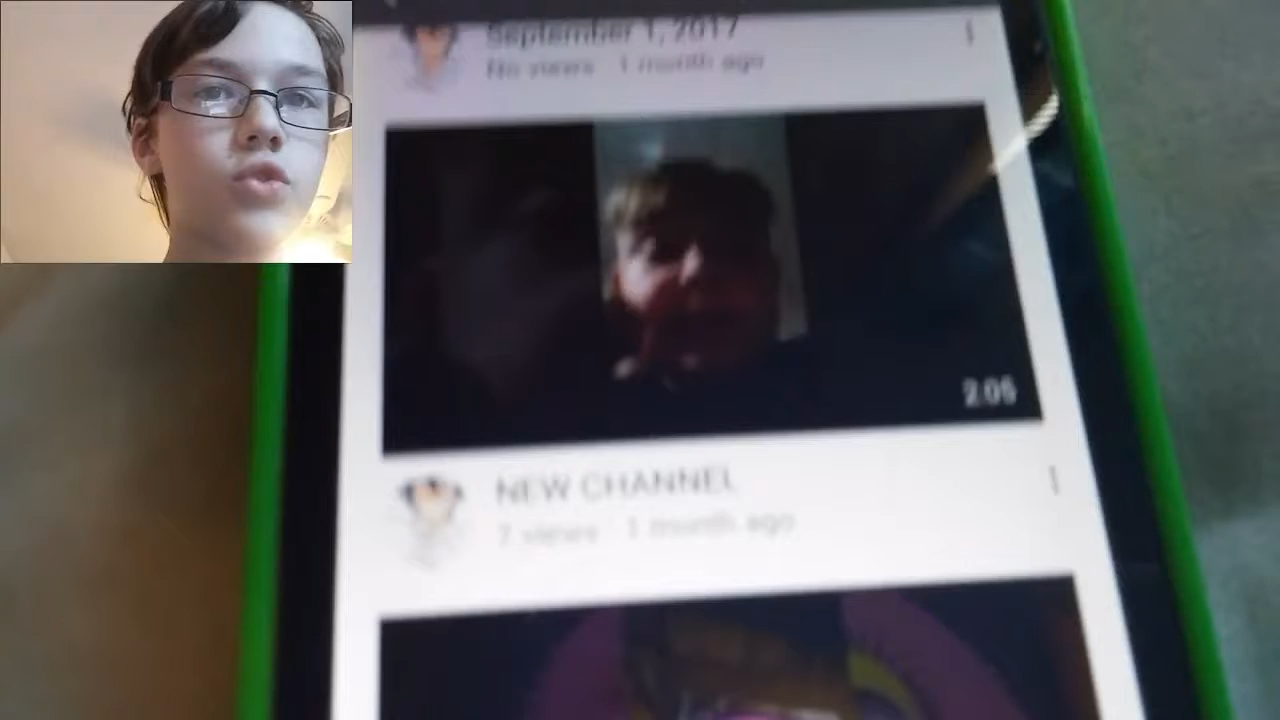 September 1, 2017
No views 1 month ago
2:05
NEW CHANNEL
7 views 1 month ago